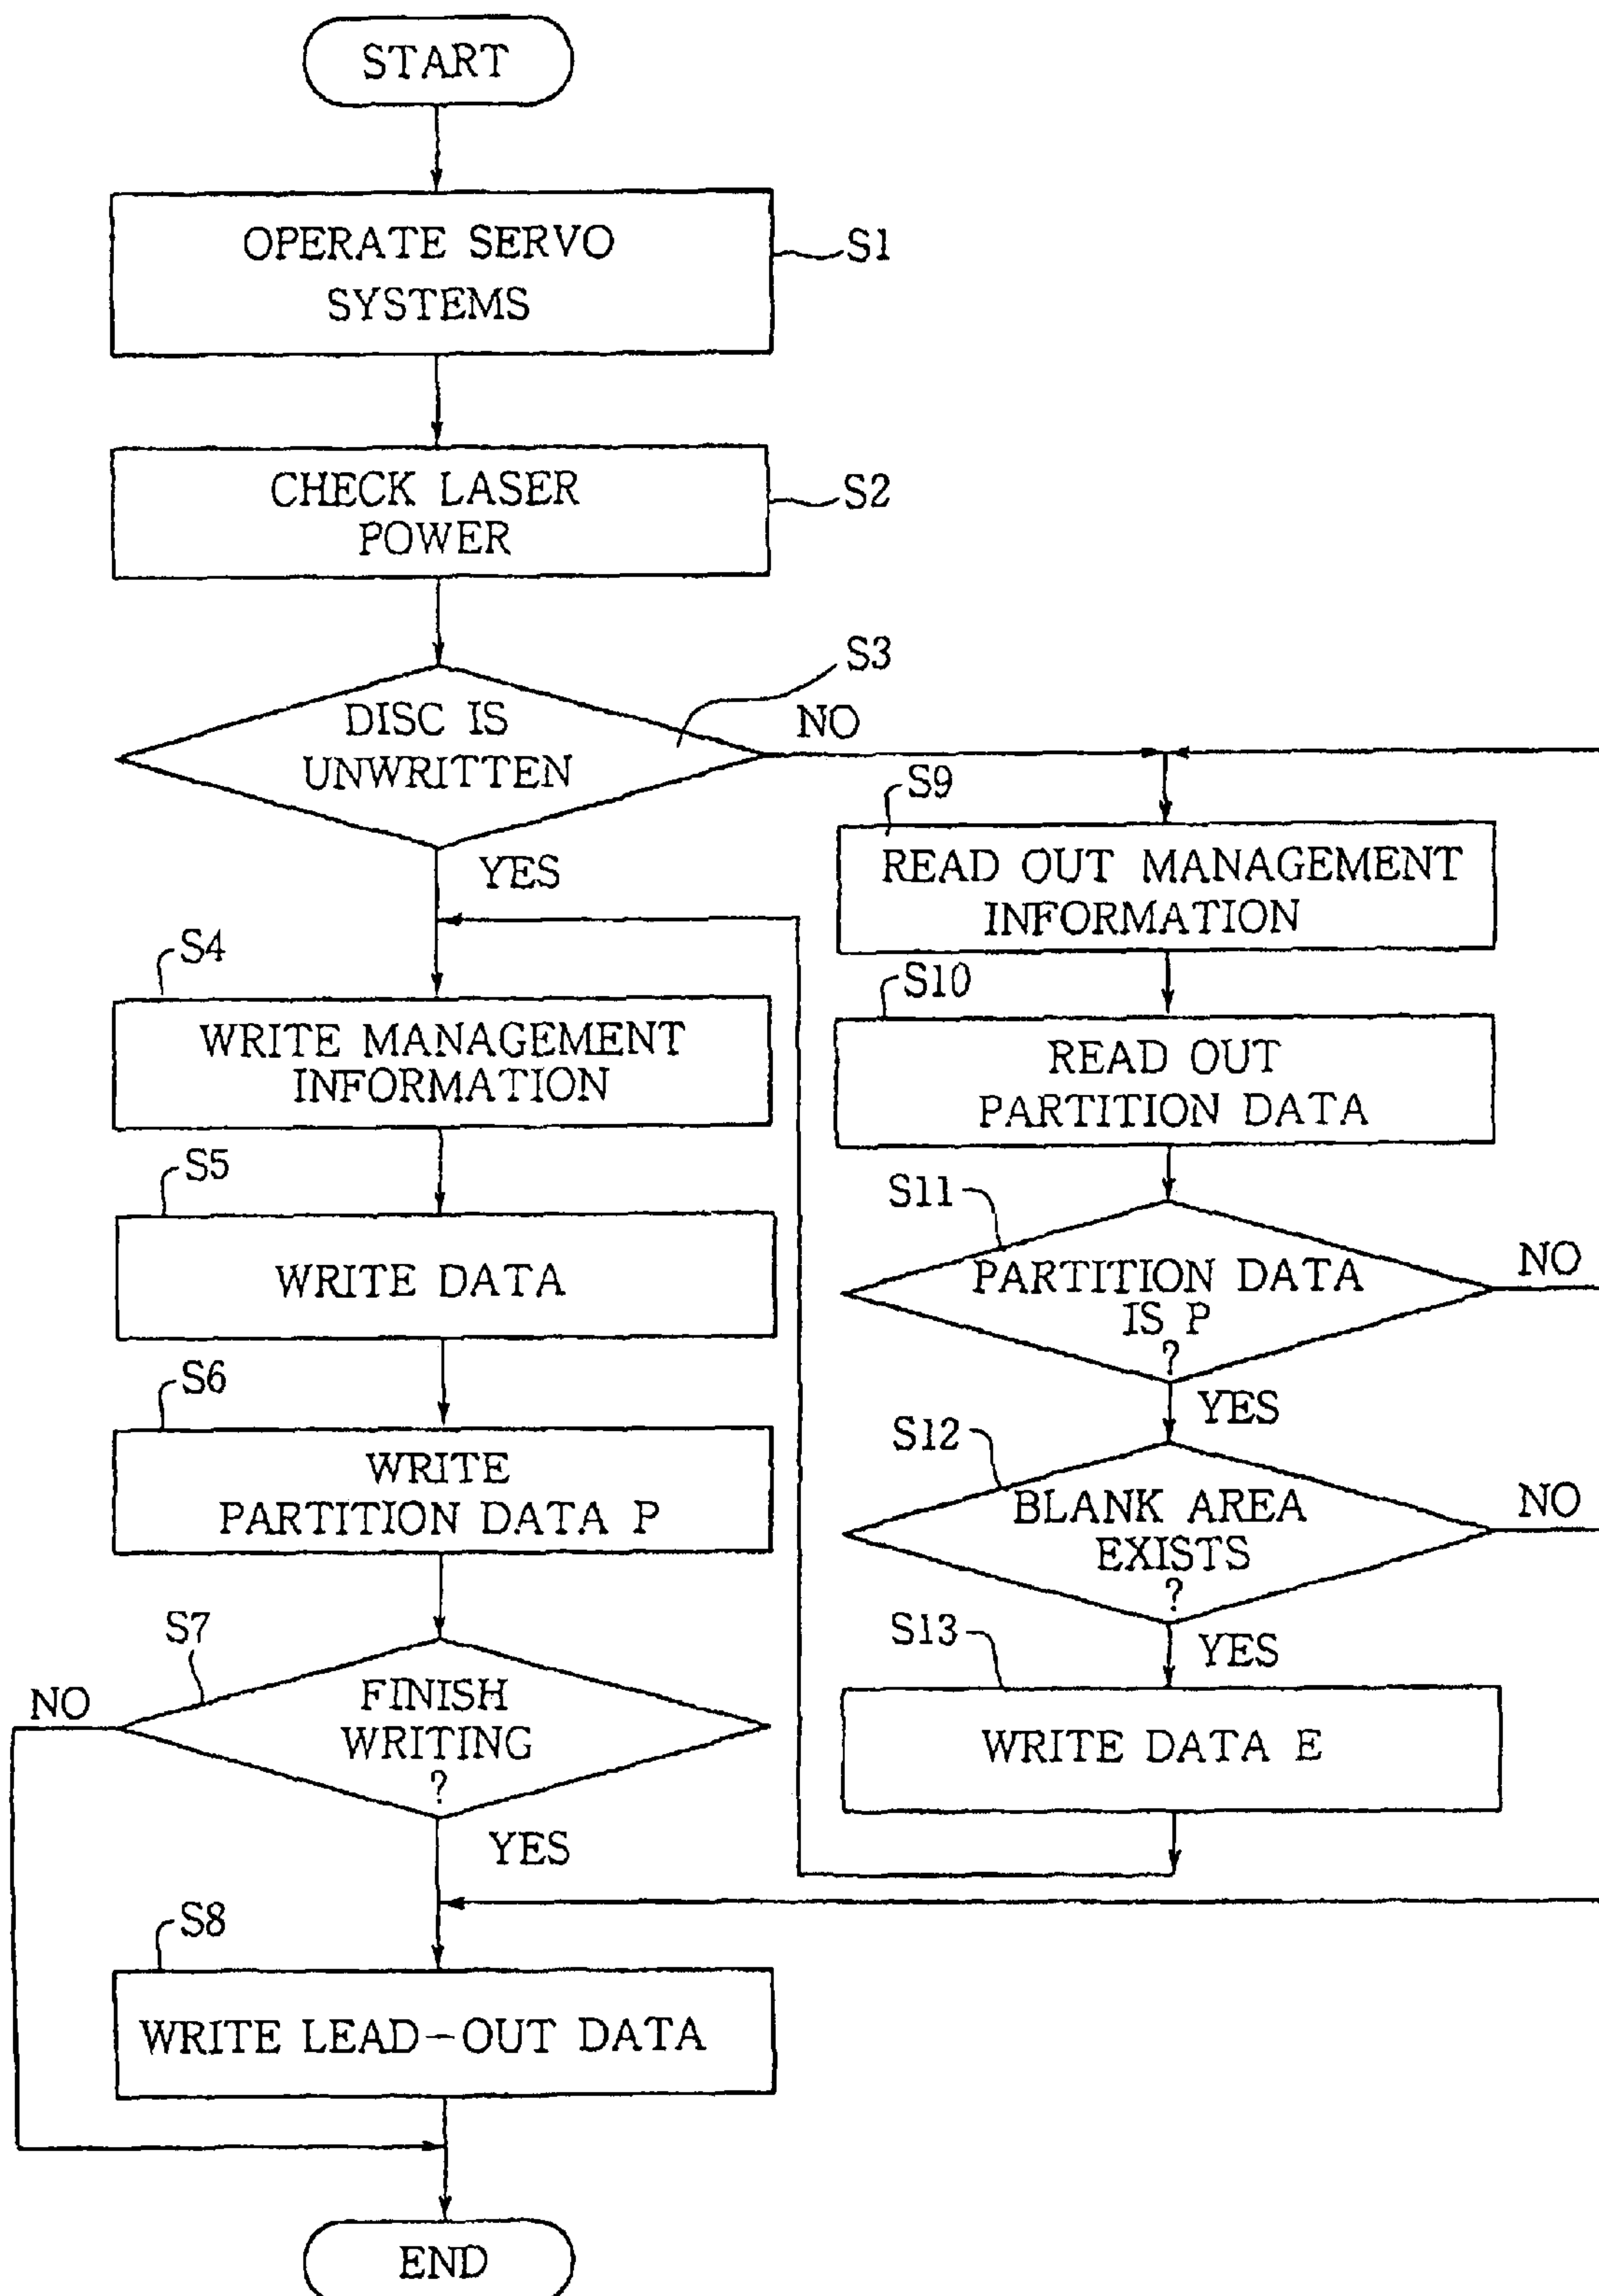 START
OPERATE SERVO
SYSTEMS
S1
CHECK LASER
POWER
S2
S3
DISC IS
UNWRITTEN
NO
YES
S4
WRITE MANAGEMENT
INFORMATION
S5
WRITE DATA
S6
WRITE
PARTITION DATA P
S7
NO
FINISH
WRITING
?
YES
S8
WRITE LEAD-OUT DATA
END
S9
READ OUT MANAGEMENT
INFORMATION
S10
READ OUT
PARTITION DATA
S11
PARTITION DATA
IS P
?
NO
YES
S12
BLANK AREA
EXISTS
?
NO
YES
S13
WRITE DATA E